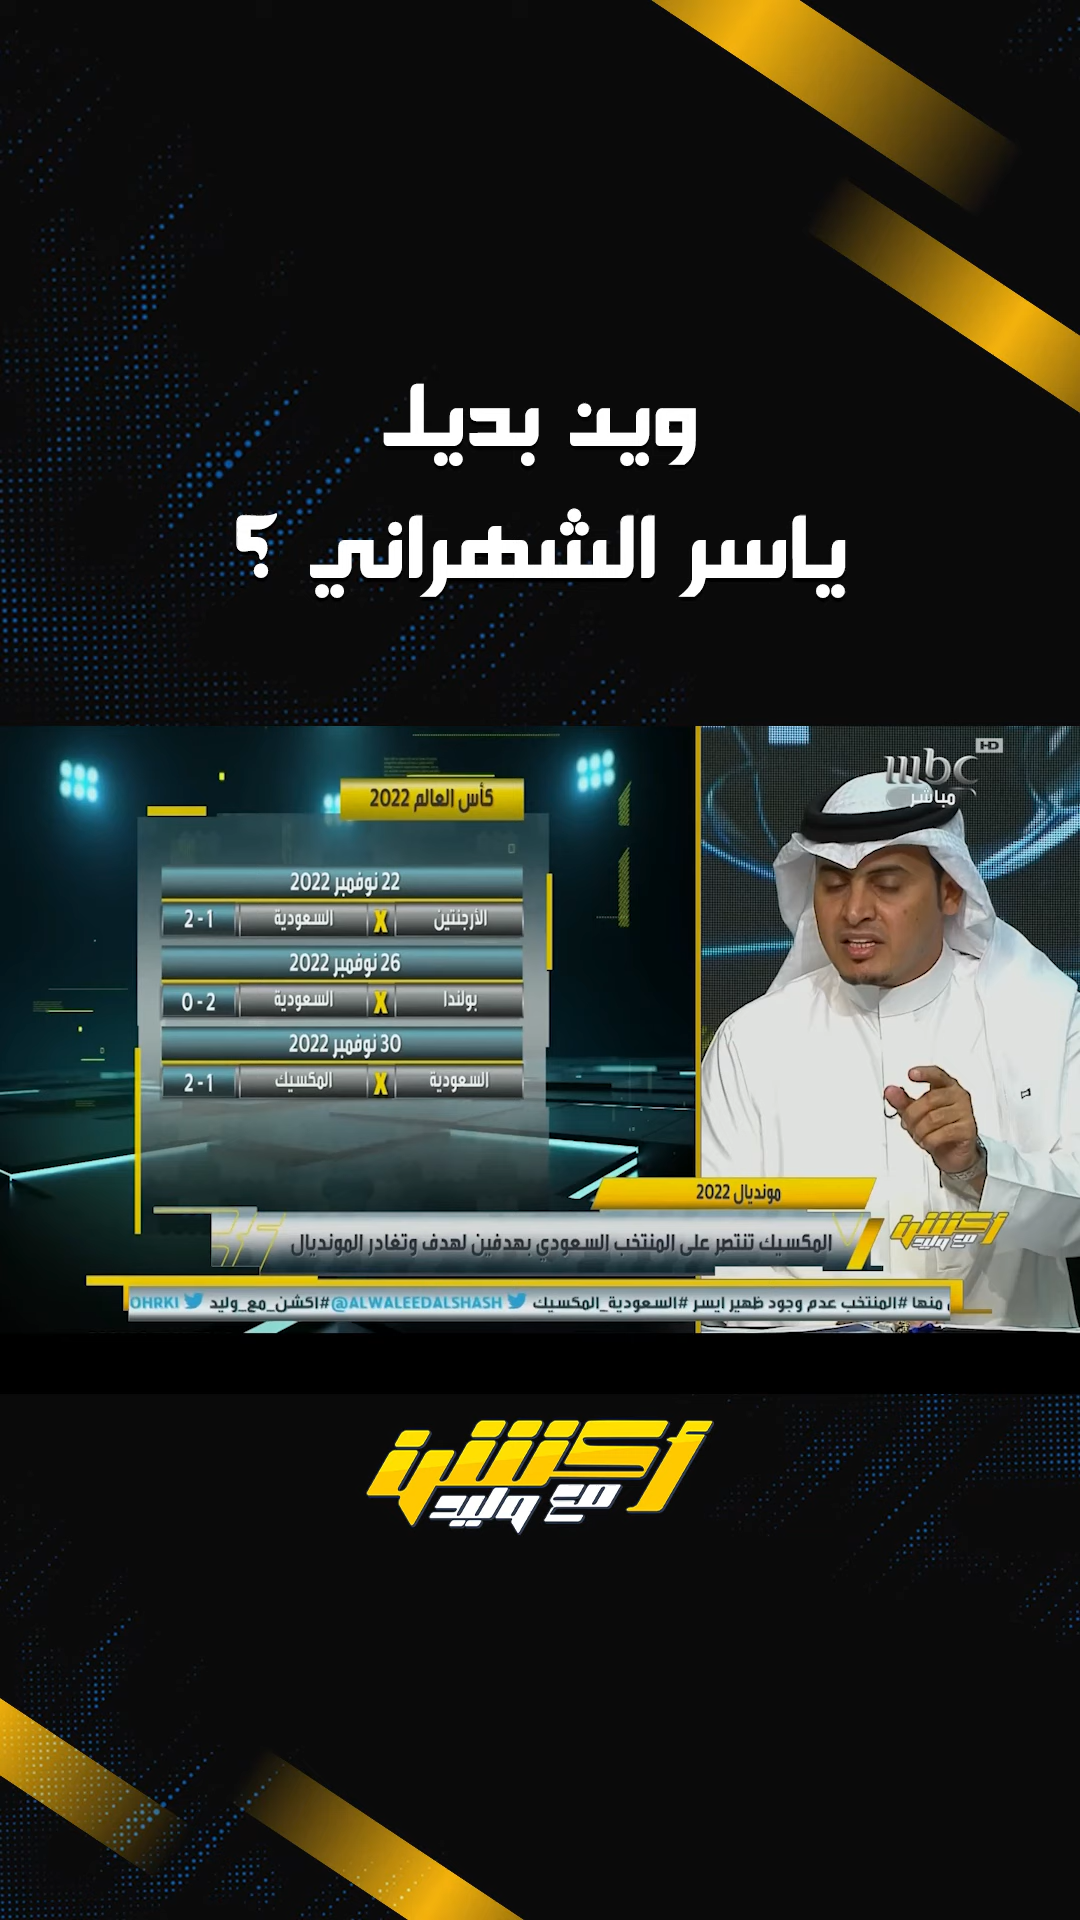 وين بديل
ياسر الشهراني ؟
mbc HD
مباشر
كأس العالم 2022
22 نوفمبر 2022
الأرجنتين X السعودية 1 - 2
26 نوفمبر 2022
بولندا X السعودية 2 - 0
30 نوفمبر 2022
السعودية X المكسيك 1 - 2
مونديال 2022
المكسيك تنتصر على المنتخب السعودي بهدفين لهدف وتغادر المونديال
أكشن مع وليد
منها #المنتخب عدم وجود ظهير ايسر #السعودية_المكسيك @ALWALEEDALSHASH #اكشن_مع_وليد OHRKI
أكشن
مع وليد